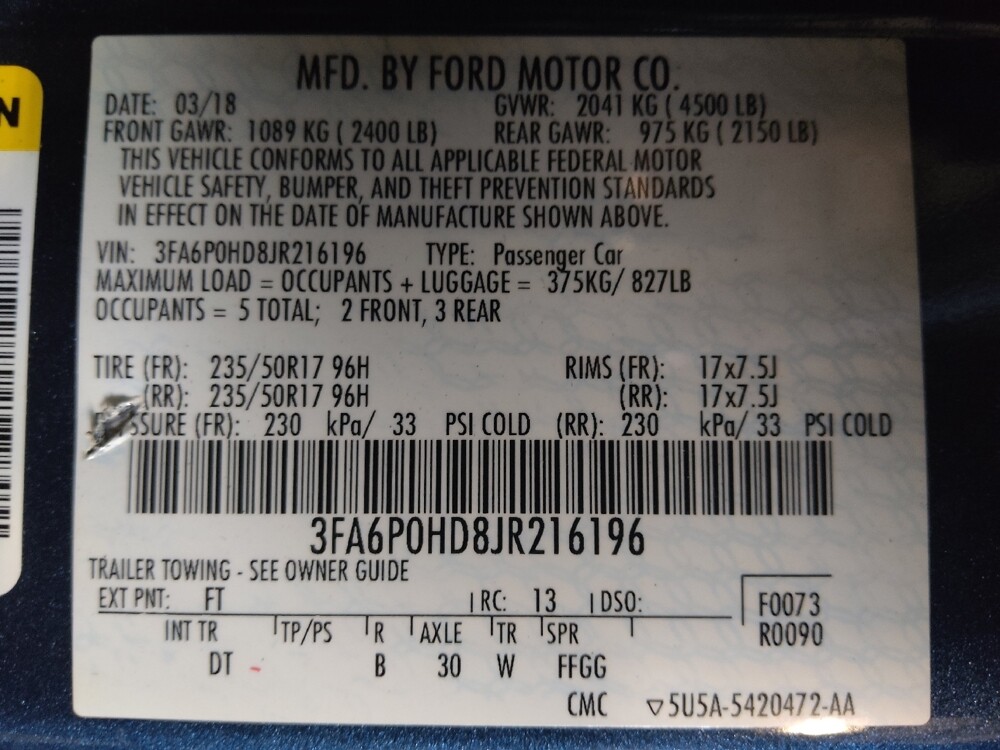 MFD. BY FORD MOTOR CO.
DATE: 03/18 GVWR: 2041 KG ( 4500 LB)
FRONT GAWR: 1089 KG ( 2400 LB) REAR GAWR: 975 KG ( 2150 LB)
THIS VEHICLE CONFORMS TO ALL APPLICABLE FEDERAL MOTOR
VEHICLE SAFETY, BUMPER, AND THEFT PREVENTION STANDARDS
IN EFFECT ON THE DATE OF MANUFACTURE SHOWN ABOVE.
VIN: 3FA6P0HD8JR216196 TYPE: Passenger Car
MAXIMUM LOAD = OCCUPANTS + LUGGAGE = 375KG/ 827LB
OCCUPANTS = 5 TOTAL; 2 FRONT, 3 REAR
TIRE (FR): 235/50R17 96H RIMS (FR): 17x7.5J
(RR): 235/50R17 96H (RR): 17x7.5J
(FR): 230 kPa/ 33 PSI COLD (RR): 230 kPa/ 33 PSI COLD
3FA6P0HD8JR216196
TRAILER TOWING - SEE OWNER GUIDE
EXT PNT: FT RC: 13 DSO: F0073
INT TR TP/PS R AXLE TR SPR R0090
DT B 30 W FFGG
CMC ▽5U5A-5420472-AA
N